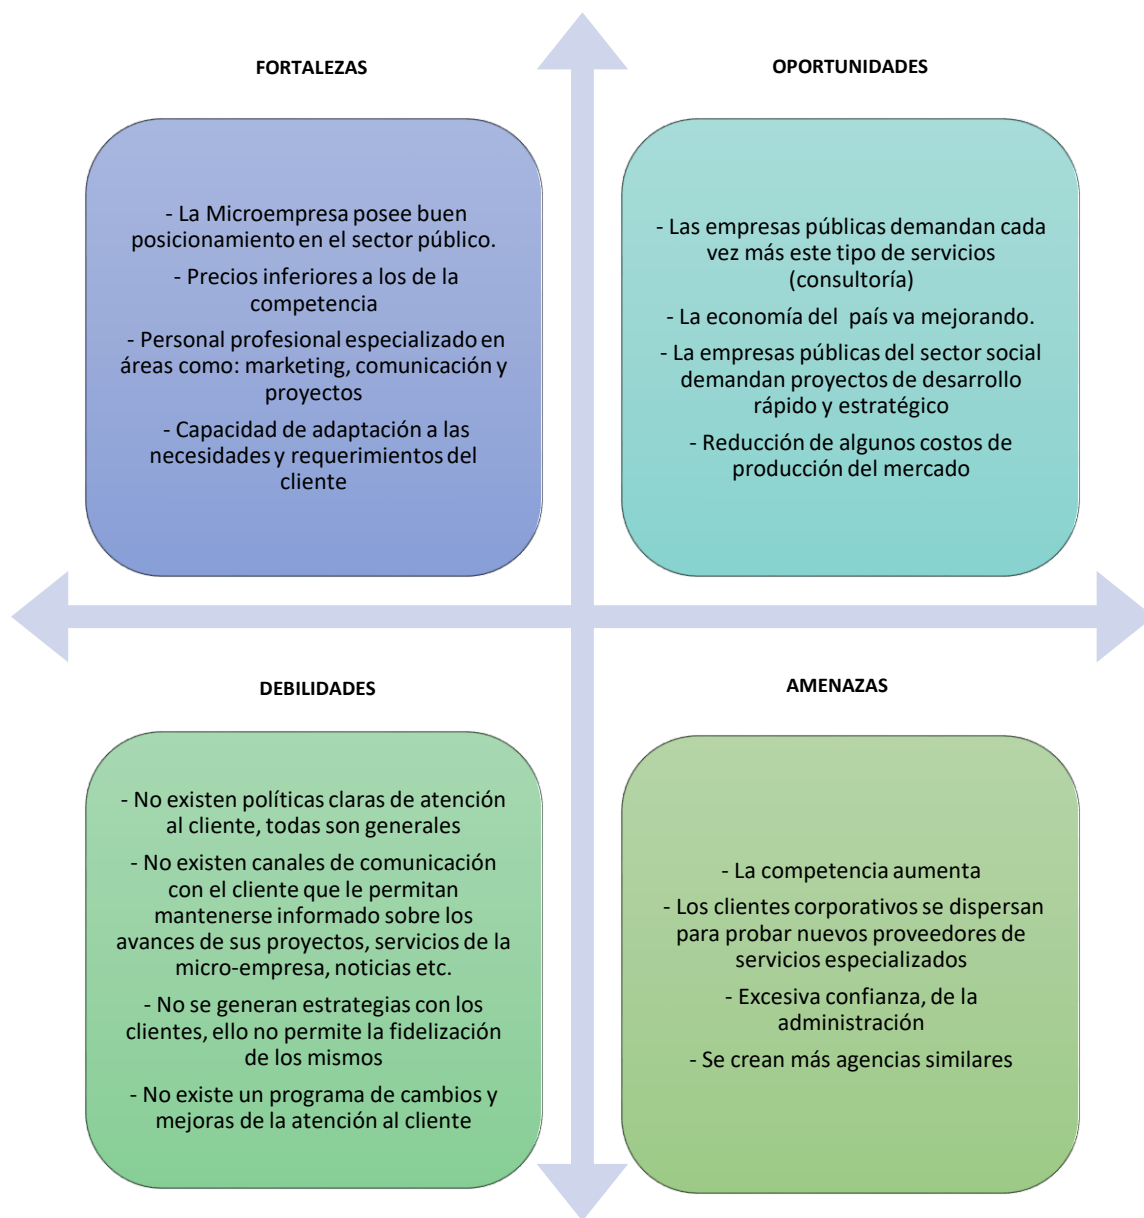 FORTALEZAS
- La Microempresa posee buen
posicionamiento en el sector público.
- Precios inferiores a los de la
competencia
- Personal profesional especializado en
áreas como: marketing, comunicación y
proyectos
- Capacidad de adaptación a las
necesidades y requerimientos del
cliente
OPORTUNIDADES
- Las empresas públicas demandan cada
vez más este tipo de servicios
(consultoría)
- La economía del país va mejorando.
- La empresas públicas del sector social
demandan proyectos de desarrollo
rápido y estratégico
- Reducción de algunos costos de
producción del mercado
DEBILIDADES
- No existen políticas claras de atención
al cliente, todas son generales
- No existen canales de comunicación
con el cliente que le permitan
mantenerse informado sobre los
avances de sus proyectos, servicios de la
micro-empresa, noticias etc.
- No se generan estrategias con los
clientes, ello no permite la fidelización
de los mismos
- No existe un programa de cambios y
mejoras de la atención al cliente
AMENAZAS
- La competencia aumenta
- Los clientes corporativos se dispersan
para probar nuevos proveedores de
servicios especializados
- Excesiva confianza, de la
administración
- Se crean más agencias similares